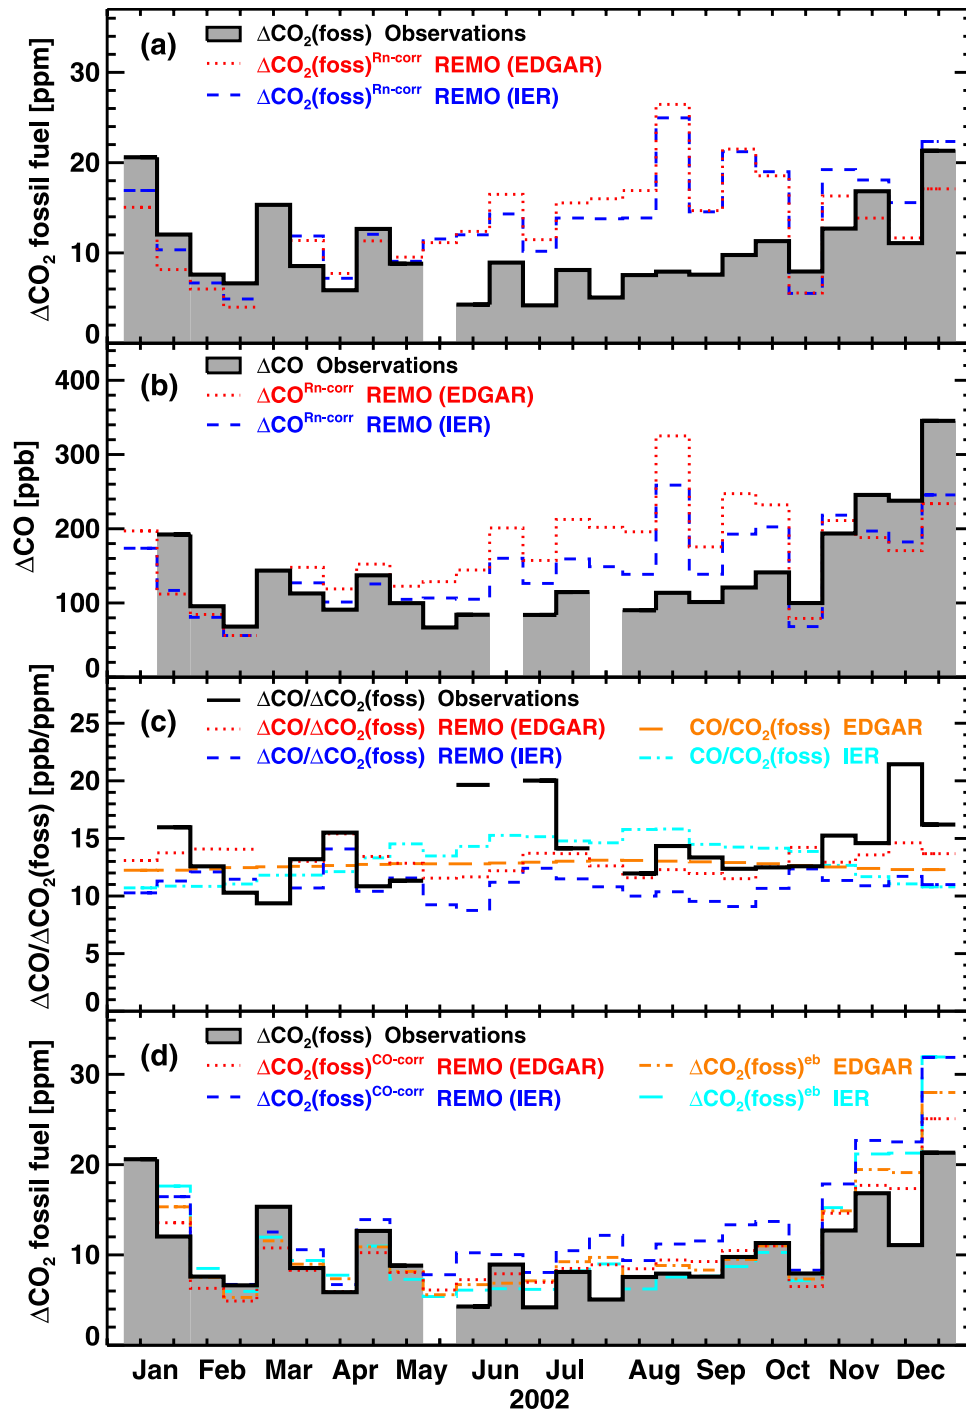 (a)
ΔCO₂(foss) Observations
ΔCO₂(foss)ᴿⁿ⁻ᶜᵒʳʳ REMO (EDGAR)
ΔCO₂(foss)ᴿⁿ⁻ᶜᵒʳʳ REMO (IER)
ΔCO₂ fossil fuel [ppm]
30
20
10
0
(b)
ΔCO Observations
ΔCOᴿⁿ⁻ᶜᵒʳʳ REMO (EDGAR)
ΔCOᴿⁿ⁻ᶜᵒʳʳ REMO (IER)
ΔCO [ppb]
400
300
200
100
0
(c)
ΔCO/ΔCO₂(foss) Observations
ΔCO/ΔCO₂(foss) REMO (EDGAR)
ΔCO/ΔCO₂(foss) REMO (IER)
CO/CO₂(foss) EDGAR
CO/CO₂(foss) IER
ΔCO/ΔCO₂(foss) [ppb/ppm]
25
20
15
10
5
0
(d)
ΔCO₂(foss) Observations
ΔCO₂(foss)ᶜᴼ⁻ᶜᵒʳʳ REMO (EDGAR)
ΔCO₂(foss)ᶜᴼ⁻ᶜᵒʳʳ REMO (IER)
ΔCO₂(foss)ᵉᵇ EDGAR
ΔCO₂(foss)ᵉᵇ IER
ΔCO₂ fossil fuel [ppm]
30
20
10
0
Jan Feb Mar Apr May Jun Jul Aug Sep Oct Nov Dec
2002